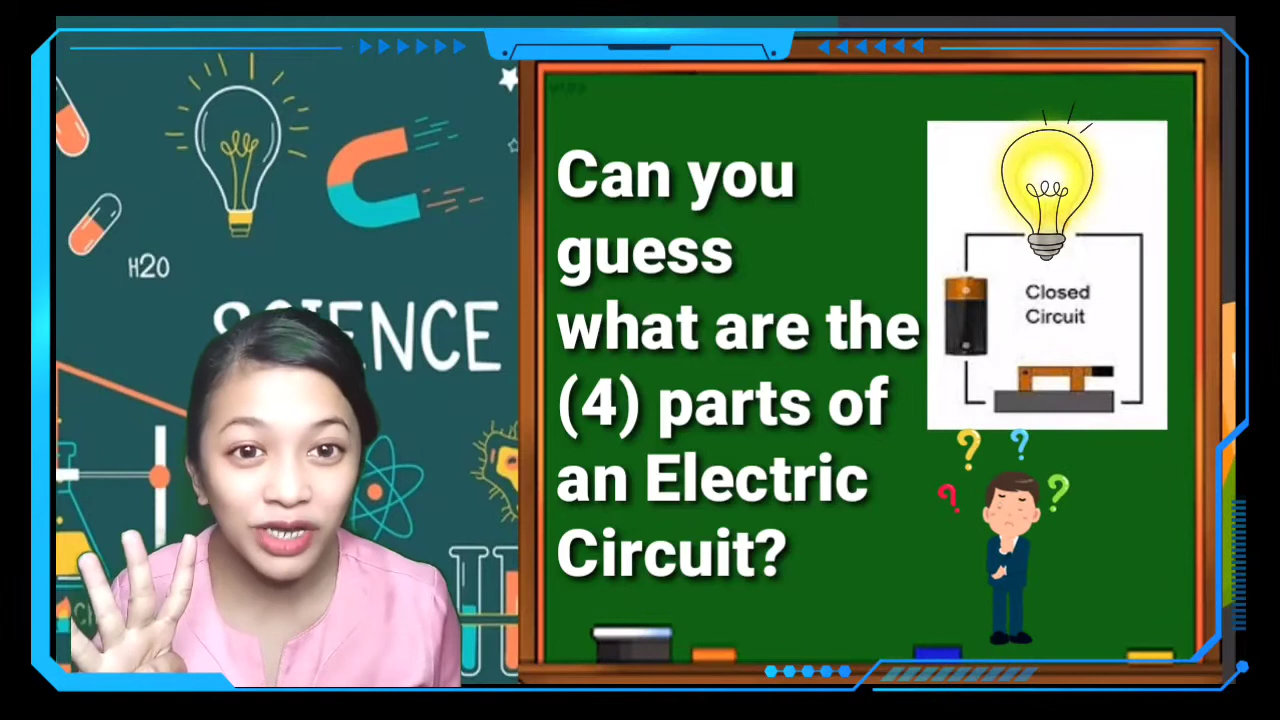 H2O
SCIENCE
Can you
guess
what are the
(4) parts of
an Electric
Circuit?
Closed
Circuit